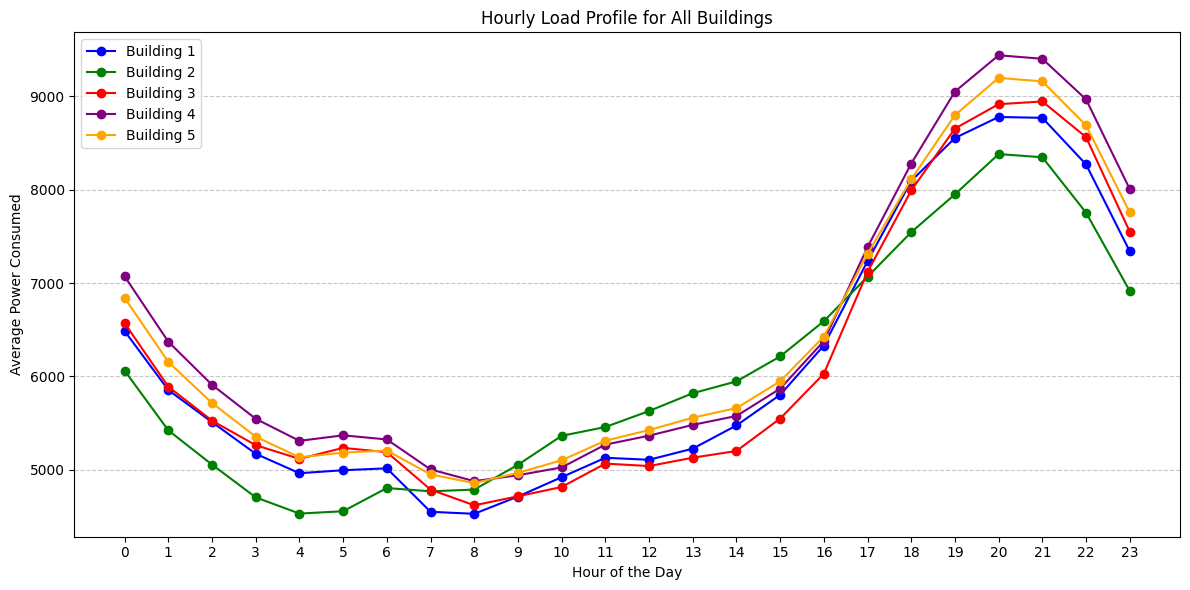 Hourly Load Profile for All Buildings
Building 1
Building 2
Building 3
Building 4
Building 5
Average Power Consumed
9000
8000
7000
6000
5000
0 1 2 3 4 5 6 7 8 9 10 11 12 13 14 15 16 17 18 19 20 21 22 23
Hour of the Day